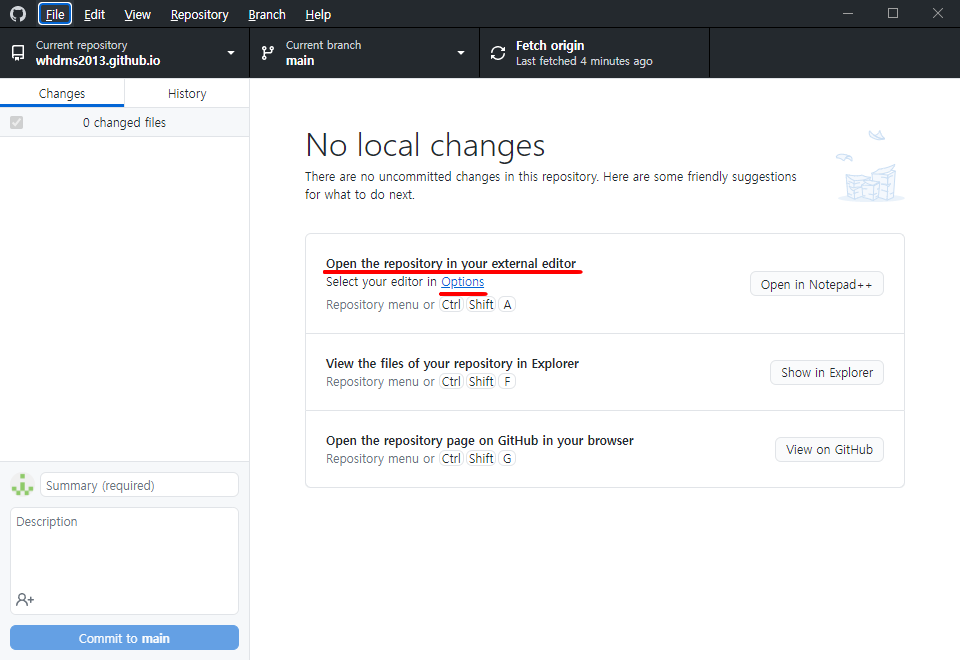 File Edit View Repository Branch Help
Current repository
whdrns2013.github.io
Current branch
main
Fetch origin
Last fetched 4 minutes ago
Changes History
0 changed files
No local changes
There are no uncommitted changes in this repository. Here are some friendly suggestions
for what to do next.
Open the repository in your external editor
Select your editor in Options
Repository menu or Ctrl Shift A
Open in Notepad++
View the files of your repository in Explorer
Repository menu or Ctrl Shift F
Show in Explorer
Open the repository page on GitHub in your browser
Repository menu or Ctrl Shift G
View on GitHub
Summary (required)
Description
Commit to main